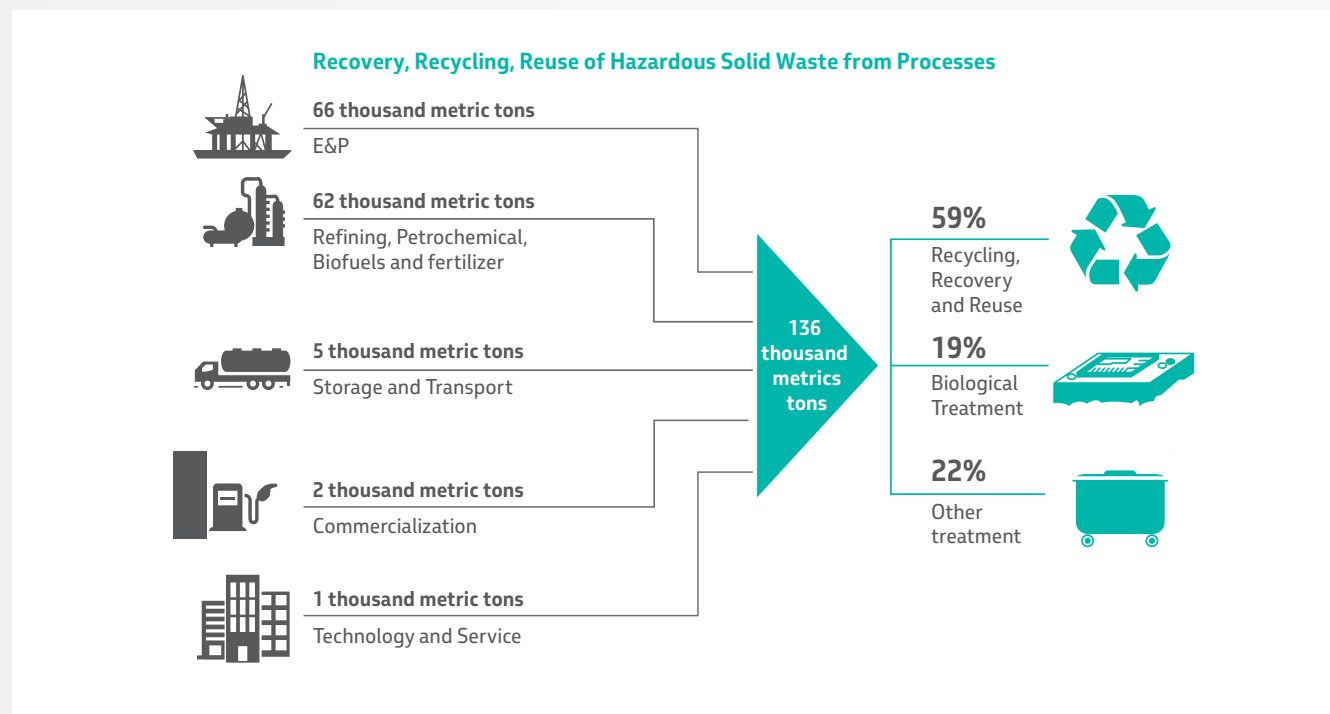 Recovery, Recycling, Reuse of Hazardous Solid Waste from Processes
66 thousand metric tons
E&P
62 thousand metric tons
Refining, Petrochemical,
Biofuels and fertilizer
5 thousand metric tons
Storage and Transport
2 thousand metric tons
Commercialization
1 thousand metric tons
Technology and Service
136
thousand
metrics
tons
59%
Recycling,
Recovery
and Reuse
19%
Biological
Treatment
22%
Other
treatment